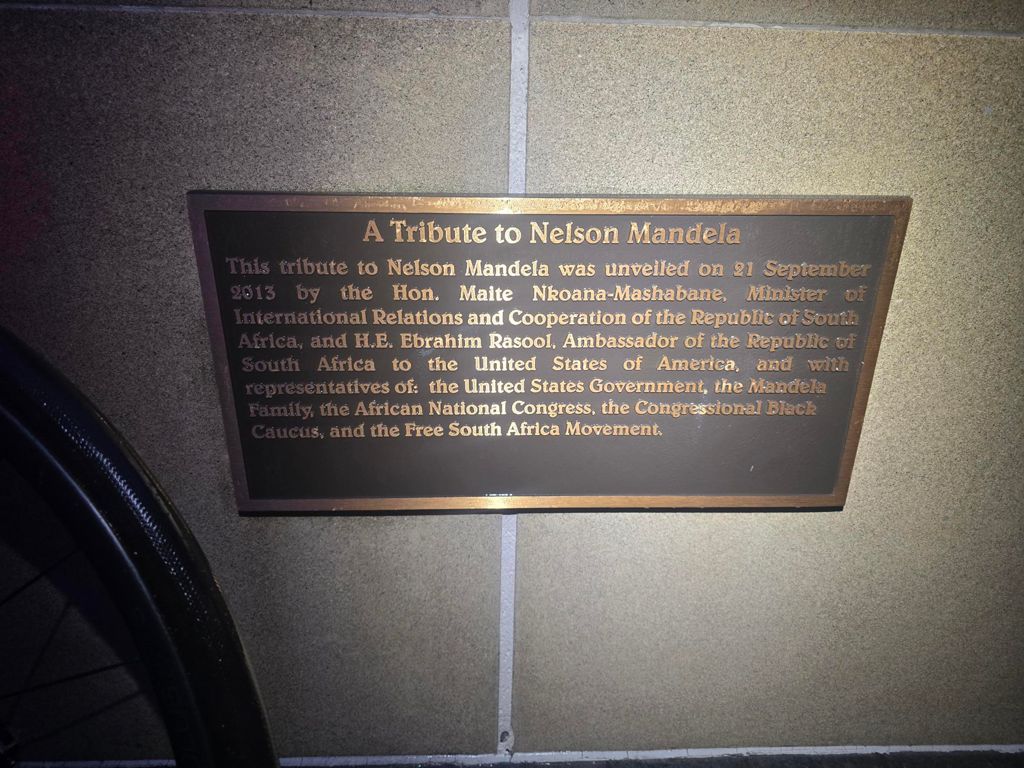 A Tribute to Nelson Mandela
This tribute to Nelson Mandela was unveiled on 21 September
2013 by the Hon. Maite Nkoana-Mashabane, Minister of
International Relations and Cooperation of the Republic of South
Africa, and H.E. Ebrahim Rasool, Ambassador of the Republic of
South Africa to the United States of America, and with
representatives of: the United States Government, the Mandela
Family, the African National Congress, the Congressional Black
Caucus, and the Free South Africa Movement.